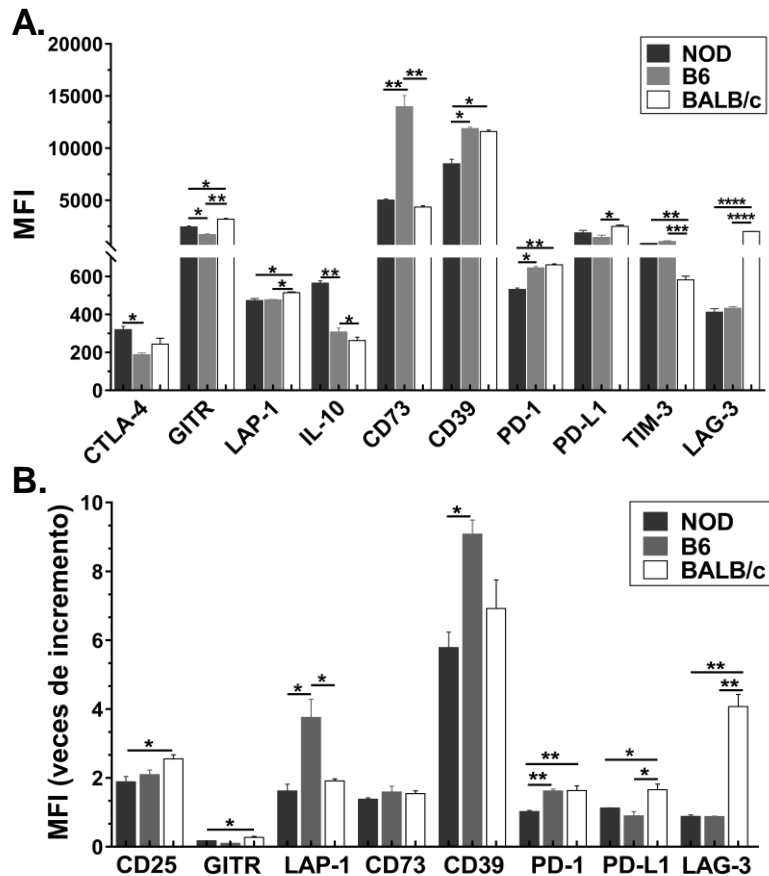 A.
20000
15000
10000
5000
600
400
200
0
MFI
NOD
B6
BALB/c
* * **
* *
** *
** **
* *
* **
*
** ***
**** ****
*
CTLA-4 GITR LAP-1 IL-10 CD73 CD39 PD-1 PD-L1 TIM-3 LAG-3
B.
10
8
6
4
2
0
MFI (veces de incremento)
NOD
B6
BALB/c
*
*
* *
*
** **
* *
** **
CD25 GITR LAP-1 CD73 CD39 PD-1 PD-L1 LAG-3